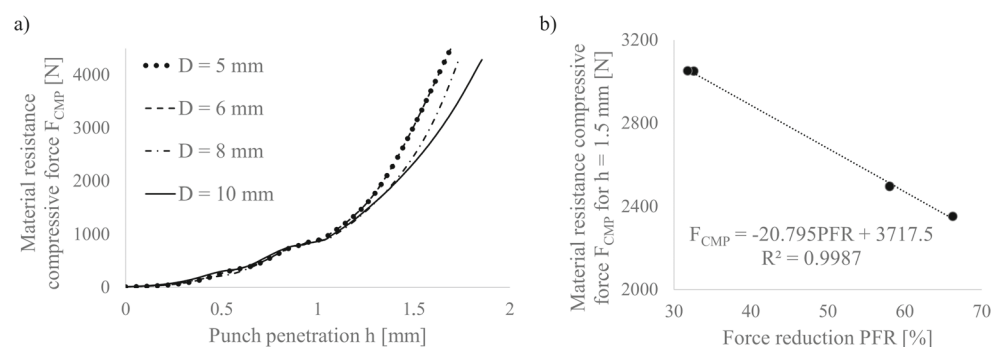 a)
Material resistance
compressive force F_CMP [N]
4000
3000
2000
1000
0
D = 5 mm
D = 6 mm
D = 8 mm
D = 10 mm
0
0.5
1
1.5
2
Punch penetration h [mm]
b)
Material resistance compressive
force F_CMP for h = 1.5 mm [N]
3200
2800
2400
2000
F_CMP = -20.795PFR + 3717.5
R² = 0.9987
30
40
50
60
70
Force reduction PFR [%]